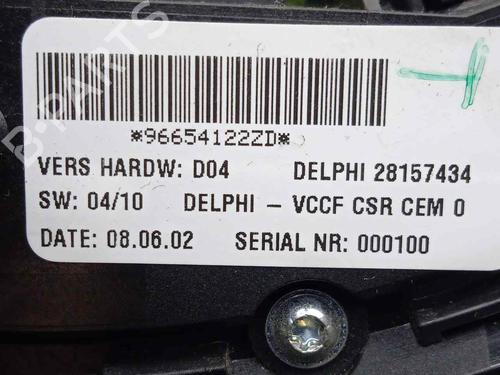 *96654122ZD*
VERS HARDW: D04 DELPHI 28157434
SW: 04/10 DELPHI – VCCF CSR CEM 0
DATE: 08.06.02 SERIAL NR: 000100
B-PARTS